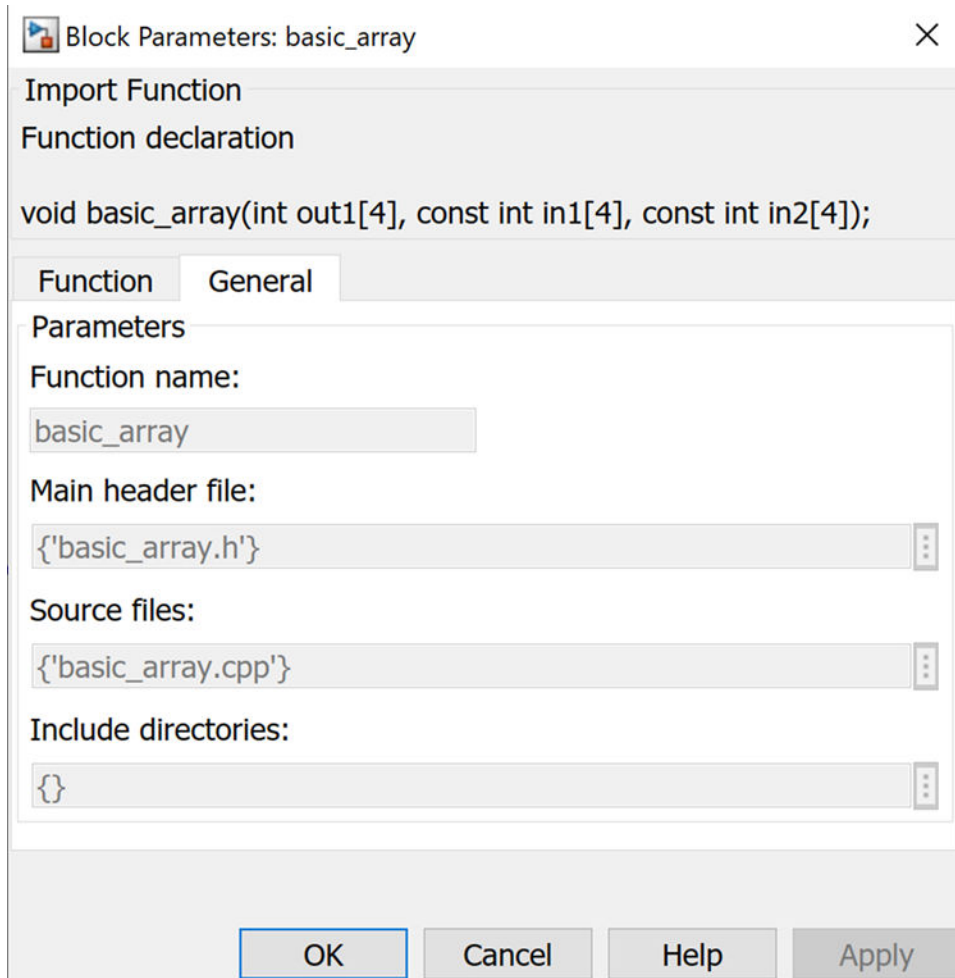 Block Parameters: basic_array
Import Function
Function declaration
void basic_array(int out1[4], const int in1[4], const int in2[4]);
Function General
Parameters
Function name:
basic_array
Main header file:
{'basic_array.h'}
Source files:
{'basic_array.cpp'}
Include directories:
{}
OK Cancel Help Apply